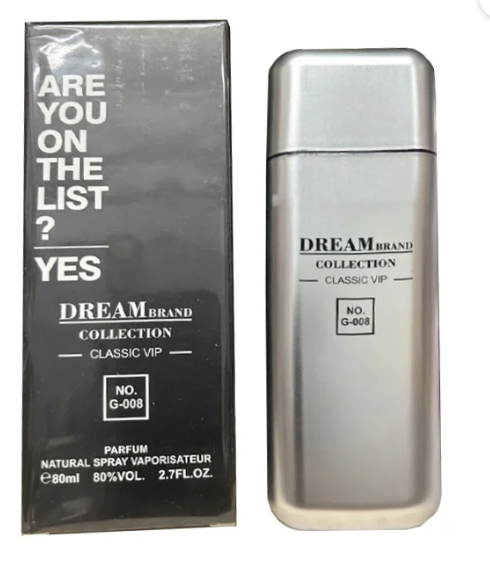 ARE
YOU
ON
THE
LIST
?
YES
DREAM BRAND
COLLECTION
CLASSIC VIP
NO.
G-008
PARFUM
NATURAL SPRAY VAPORISATEUR
℮80ml 80%VOL. 2.7FL.OZ.
DREAM BRAND
COLLECTION
CLASSIC VIP
NO.
G-008